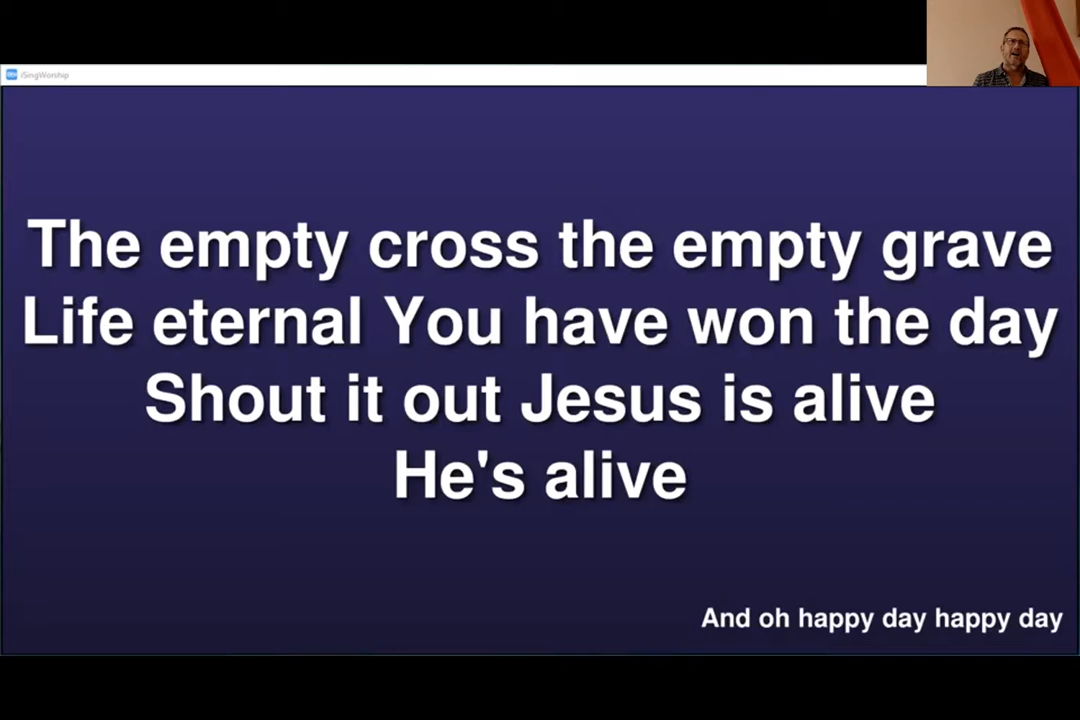 iSingWorship
The empty cross the empty grave
Life eternal You have won the day
Shout it out Jesus is alive
He's alive
And oh happy day happy day